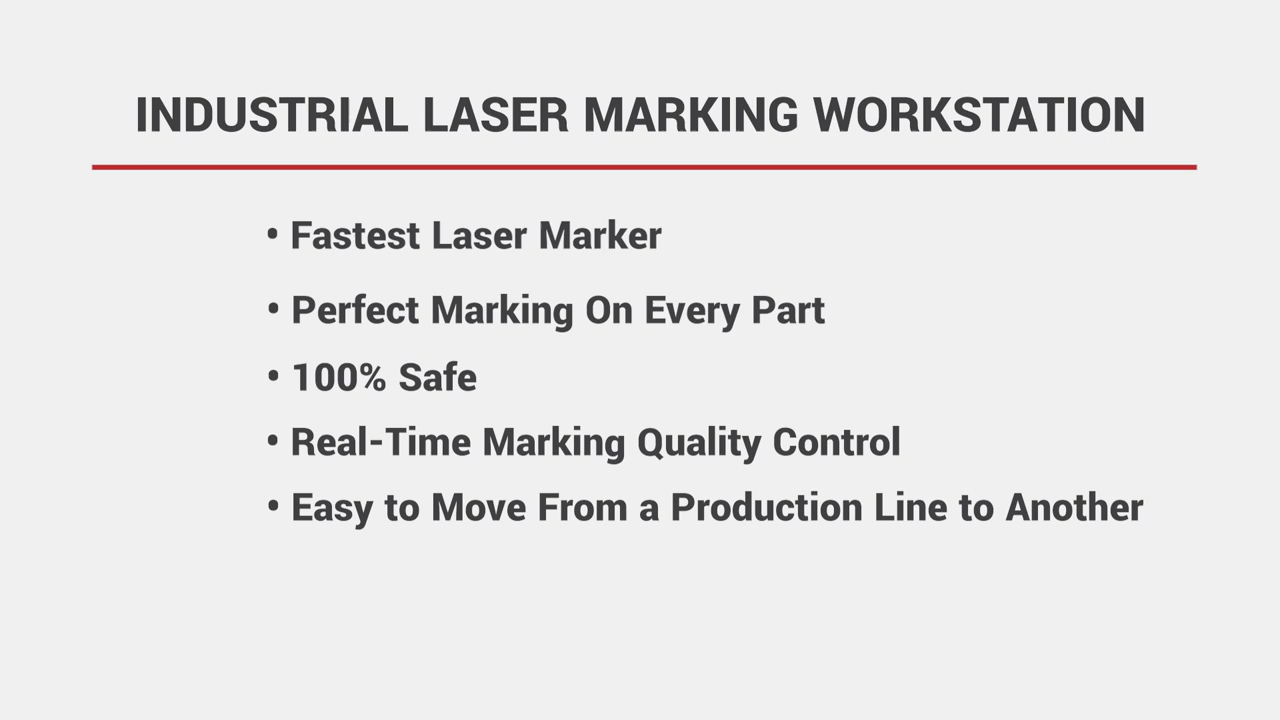 INDUSTRIAL LASER MARKING WORKSTATION
• Fastest Laser Marker
• Perfect Marking On Every Part
• 100% Safe
• Real-Time Marking Quality Control
• Easy to Move From a Production Line to Another